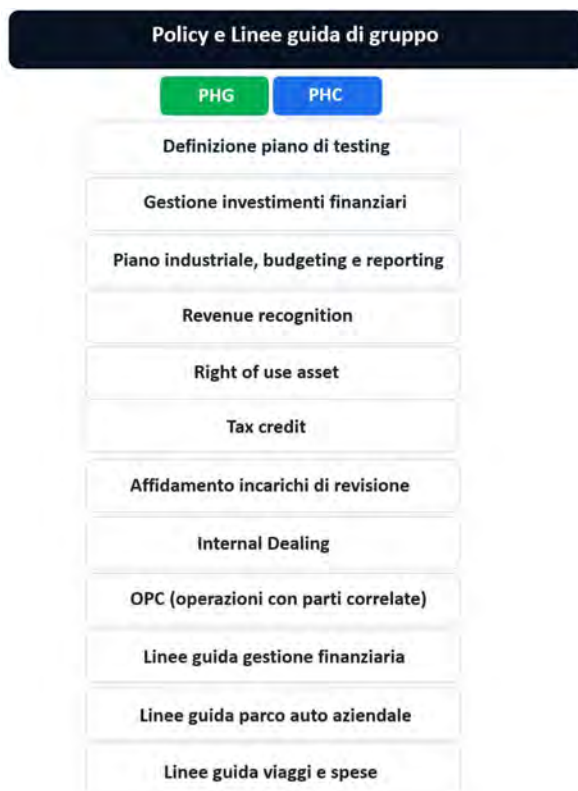 Policy e Linee guida di gruppo
PHG PHC
Definizione piano di testing
Gestione investimenti finanziari
Piano industriale, budgeting e reporting
Revenue recognition
Right of use asset
Tax credit
Affidamento incarichi di revisione
Internal Dealing
OPC (operazioni con parti correlate)
Linee guida gestione finanziaria
Linee guida parco auto aziendale
Linee guida viaggi e spese